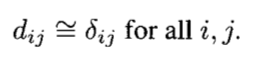 d_{ij} ≅ δ_{ij} for all i, j.